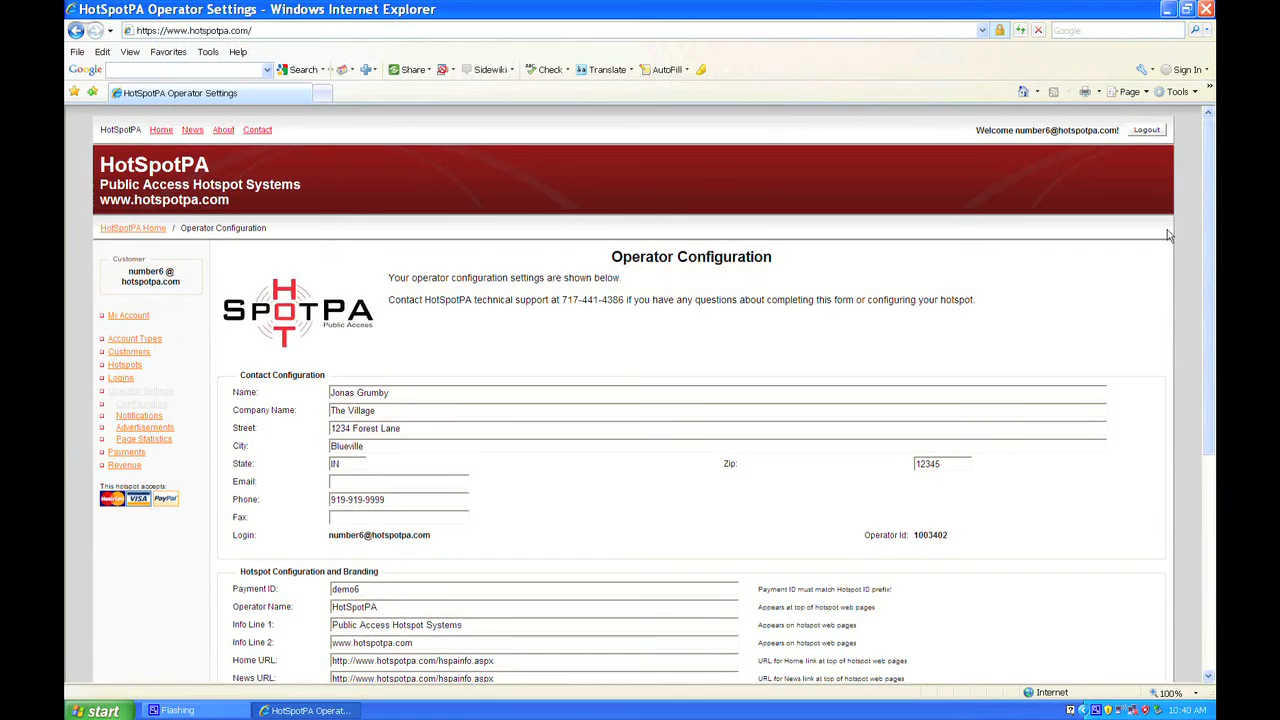 HotSpotPA Operator Settings - Windows Internet Explorer
https://www.hotspotpa.com/
Google
File Edit View Favorites Tools Help
Google Search Share Sidewiki Check Translate AutoFill Sign In
HotSpotPA Operator Settings Page Tools
HotSpotPA Home News About Contact Welcome number6@hotspotpa.com! Logout
HotSpotPA
Public Access Hotspot Systems
www.hotspotpa.com
HotSpotPA Home / Operator Configuration
Customer
number6 @
hotspotpa.com
My Account
Account Types
Customers
Hotspots
Logins
Operator Settings
Configuration
Notifications
Advertisements
Page Statistics
Payments
Revenue
This hotspot accepts:
MasterCard VISA PayPal
Operator Configuration
HOT SPOTPA
Public Access
Your operator configuration settings are shown below.
Contact HotSpotPA technical support at 717-441-4386 if you have any questions about completing this form or configuring your hotspot.
Contact Configuration
Name: Jonas Grumby
Company Name: The Village
Street: 1234 Forest Lane
City: Blueville
State: IN Zip: 12345
Email:
Phone: 919-919-9999
Fax:
Login: number6@hotspotpa.com Operator Id: 1003402
Hotspot Configuration and Branding
Payment ID: demo6 Payment ID must match Hotspot ID prefix!
Operator Name: HotSpotPA Appears at top of hotspot web pages
Info Line 1: Public Access Hotspot Systems Appears on hotspot web pages
Info Line 2: www.hotspotpa.com Appears on hotspot web pages
Home URL: http://www.hotspotpa.com/hspainfo.aspx URL for Home link at top of hotspot web pages
News URL: http://www.hotspotpa.com/hspainfo.aspx URL for News link at top of hotspot web pages
Internet 100%
start Flashing HotSpotPA Operat... 10:40 AM